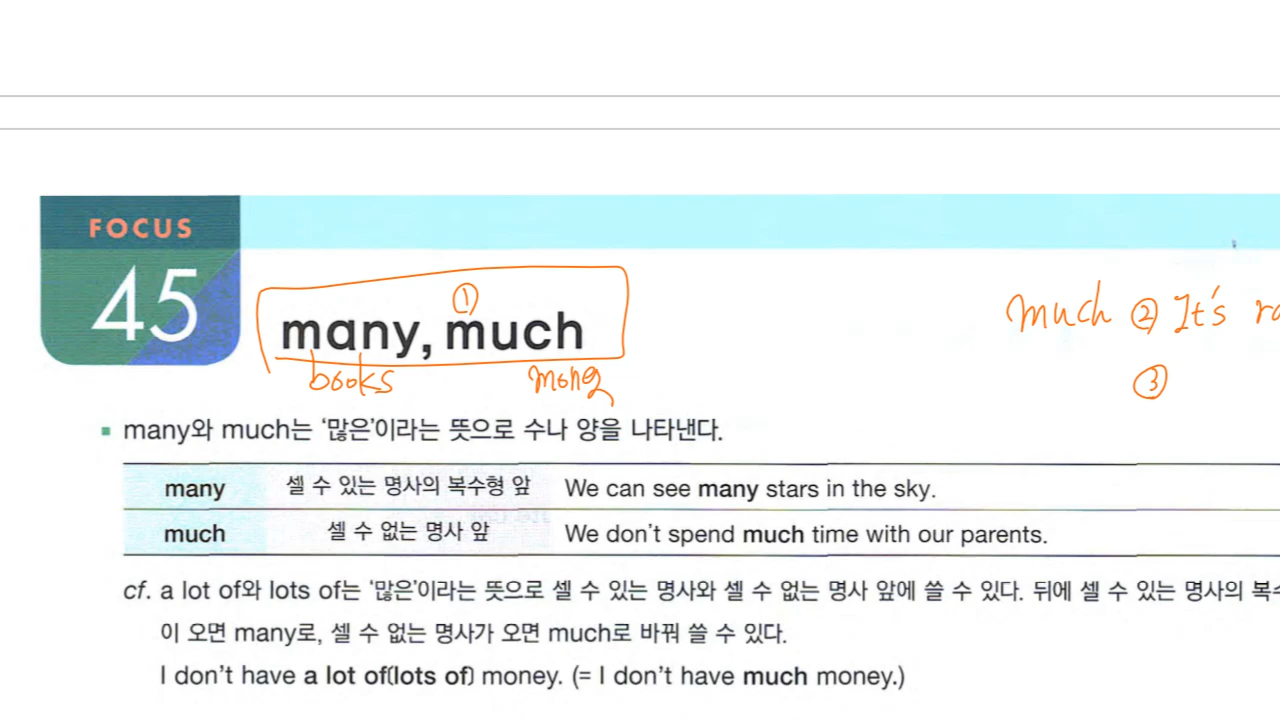 FOCUS
45
①
many, much
books
much ② It's
③
many와 much는 '많은'이라는 뜻으로 수나 양을 나타낸다.
many 셀 수 있는 명사의 복수형 앞 We can see many stars in the sky.
much 셀 수 없는 명사 앞 We don't spend much time with our parents.
cf. a lot of와 lots of는 '많은'이라는 뜻으로 셀 수 있는 명사와 셀 수 없는 명사 앞에 쓸 수 있다. 뒤에 셀 수 있는 명사의
이 오면 many로, 셀 수 없는 명사가 오면 much로 바꿔 쓸 수 있다.
I don't have a lot of(lots of) money. (= I don't have much money.)